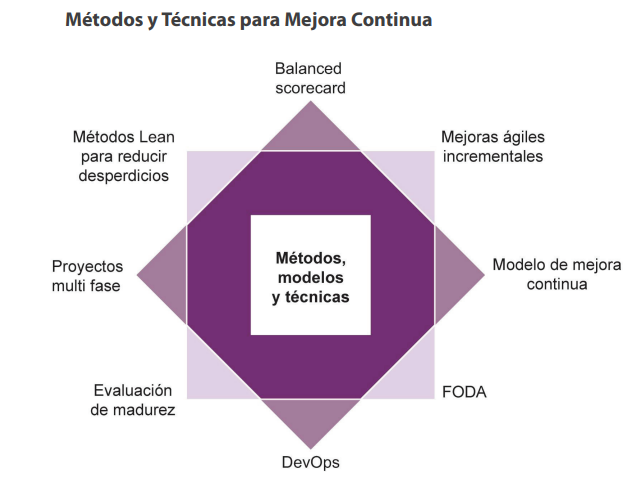 Métodos y Técnicas para Mejora Continua
Balanced
scorecard
Métodos Lean
para reducir
desperdicios
Mejoras ágiles
incrementales
Proyectos
multi fase
Métodos,
modelos
y técnicas
Modelo de mejora
continua
Evaluación
de madurez
FODA
DevOps